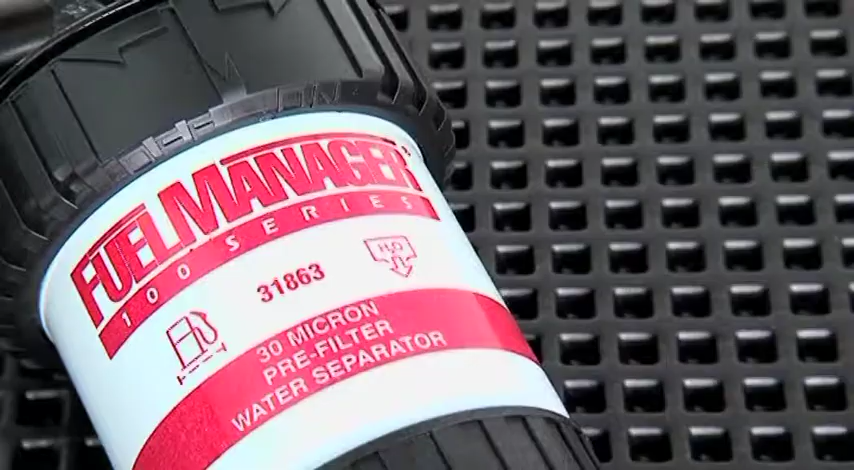 FUELMANAGER
100 SERIES
H₂O
31863
30 MICRON
PRE-FILTER
WATER SEPARATOR